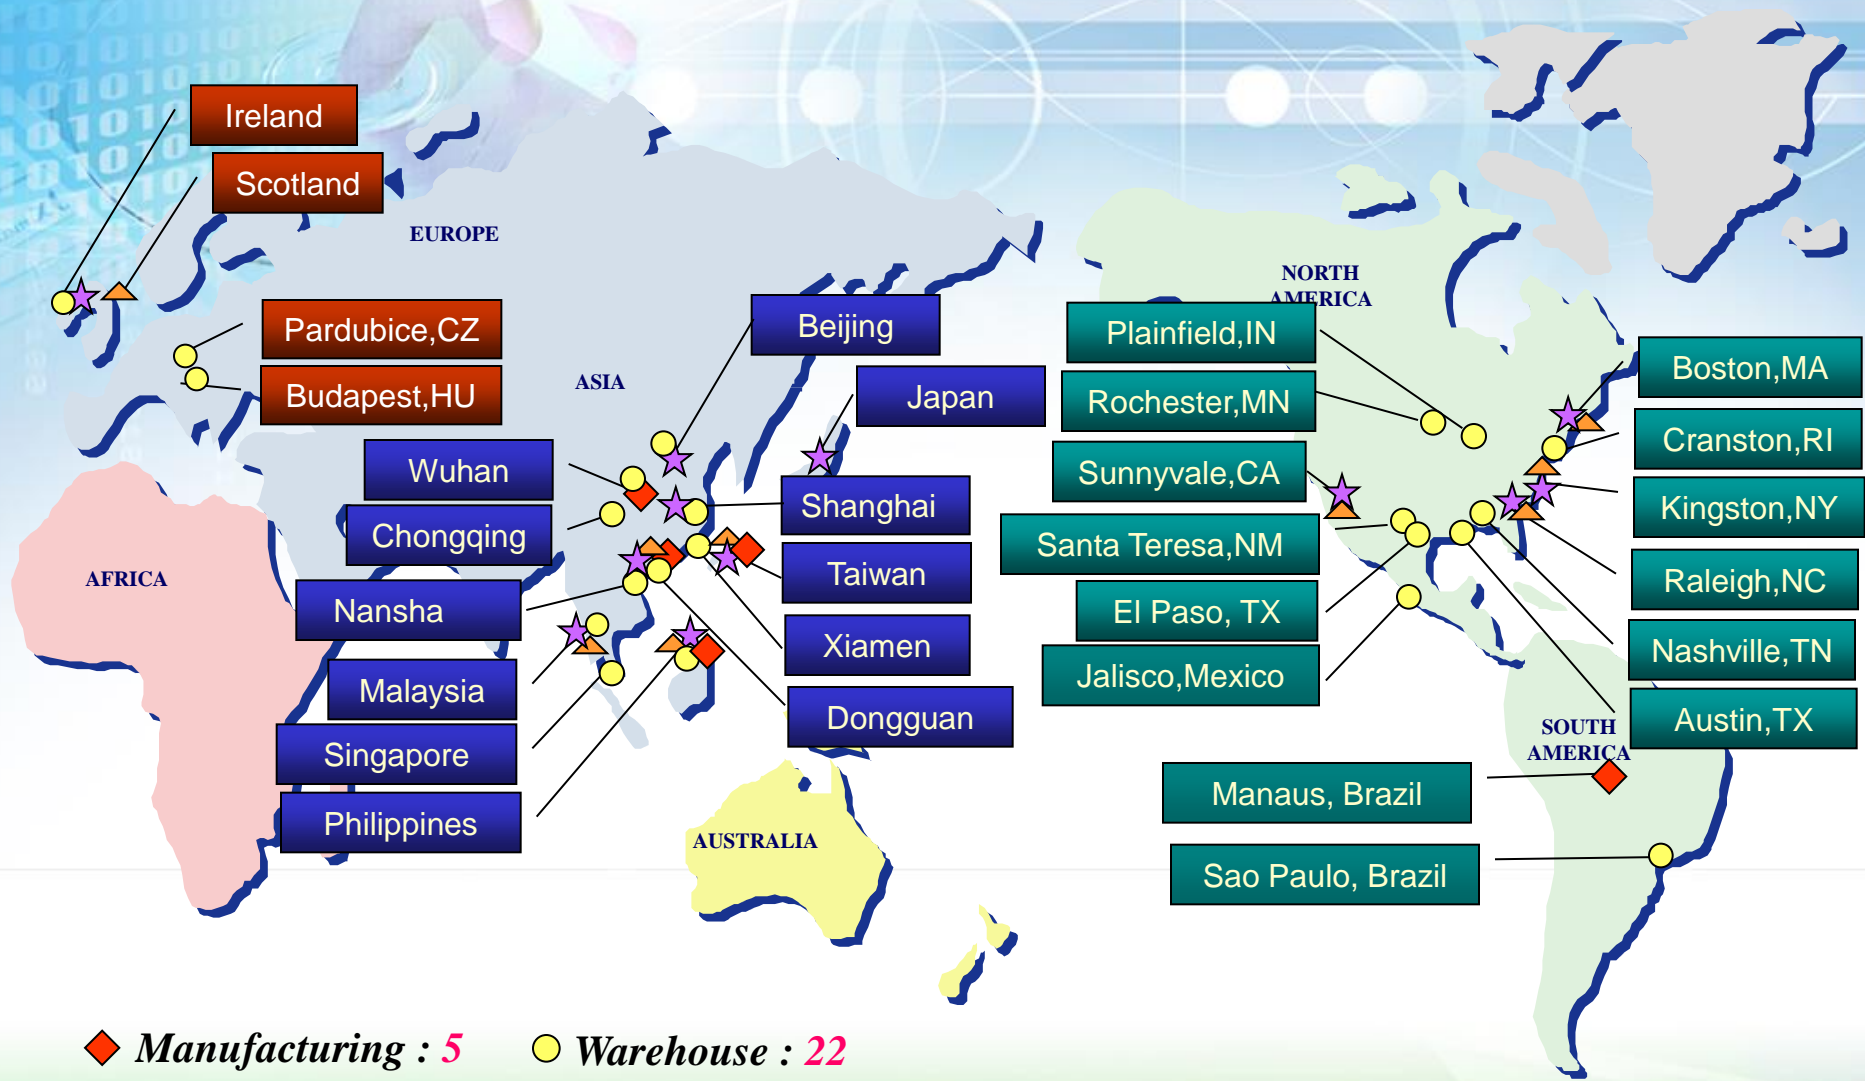 Ireland
Scotland
EUROPE
NORTH
AMERICA
Pardubice,CZ
Budapest,HU
ASIA
Beijing
Japan
Wuhan
Shanghai
Chongqing
Taiwan
Nansha
Xiamen
Malaysia
Dongguan
Singapore
Philippines
AFRICA
AUSTRALIA
Plainfield,IN
Rochester,MN
Sunnyvale,CA
Santa Teresa,NM
El Paso, TX
Jalisco,Mexico
Boston,MA
Cranston,RI
Kingston,NY
Raleigh,NC
Nashville,TN
Austin,TX
SOUTH
AMERICA
Manaus, Brazil
Sao Paulo, Brazil
Manufacturing : 5
Warehouse : 22